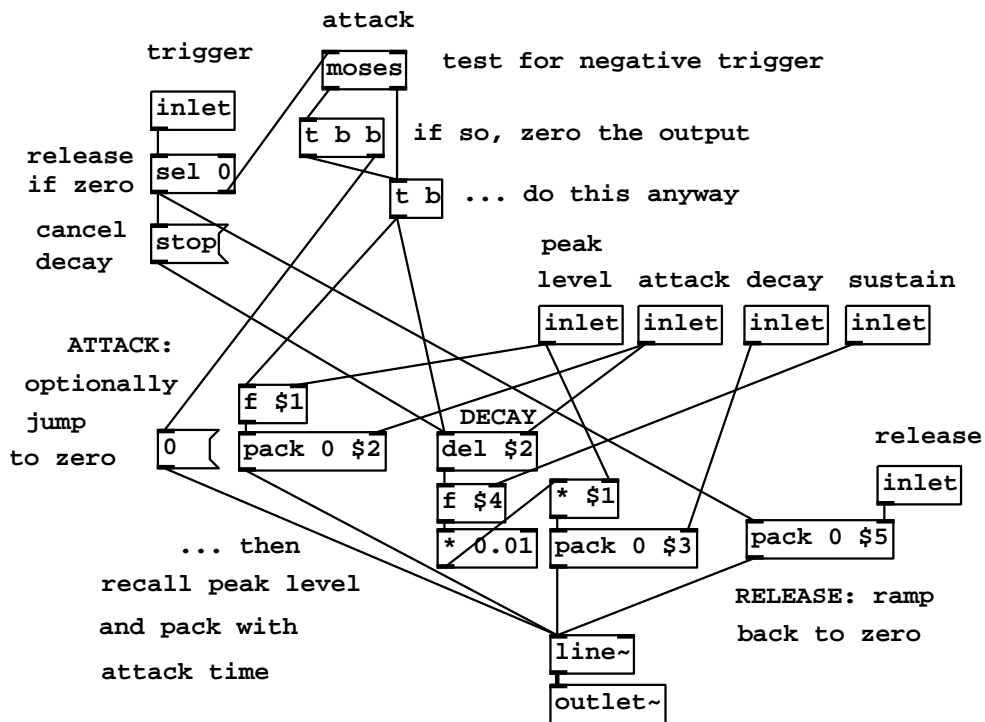 attack
trigger
moses
test for negative trigger
inlet
t b b
if so, zero the output
release
if zero
sel 0
t b
... do this anyway
cancel
decay
stop
peak
level
attack
decay
sustain
inlet
inlet
inlet
inlet
ATTACK:
optionally
jump
to zero
f $1
0
pack 0 $2
DECAY
del $2
release
inlet
f $4
* $1
* 0.01
pack 0 $3
pack 0 $5
... then
recall peak level
and pack with
attack time
RELEASE: ramp
back to zero
line~
outlet~